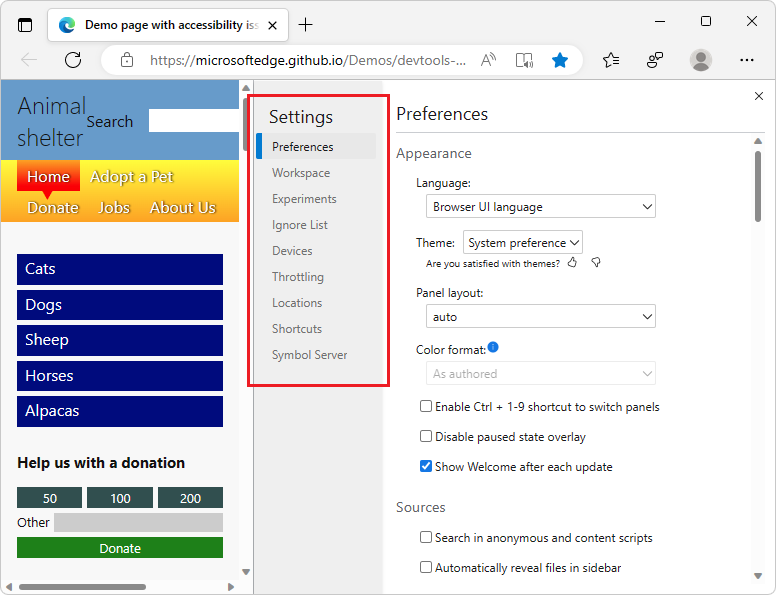 Demo page with accessibility iss
https://microsoftedge.github.io/Demos/devtools-...
Animal
shelter
Search
Home
Adopt a Pet
Donate
Jobs
About Us
Cats
Dogs
Sheep
Horses
Alpacas
Help us with a donation
50
100
200
Other
Donate
Settings
Preferences
Workspace
Experiments
Ignore List
Devices
Throttling
Locations
Shortcuts
Symbol Server
Preferences
Appearance
Language:
Browser UI language
Theme:
System preference
Are you satisfied with themes?
Panel layout:
auto
Color format:
As authored
Enable Ctrl + 1-9 shortcut to switch panels
Disable paused state overlay
Show Welcome after each update
Sources
Search in anonymous and content scripts
Automatically reveal files in sidebar